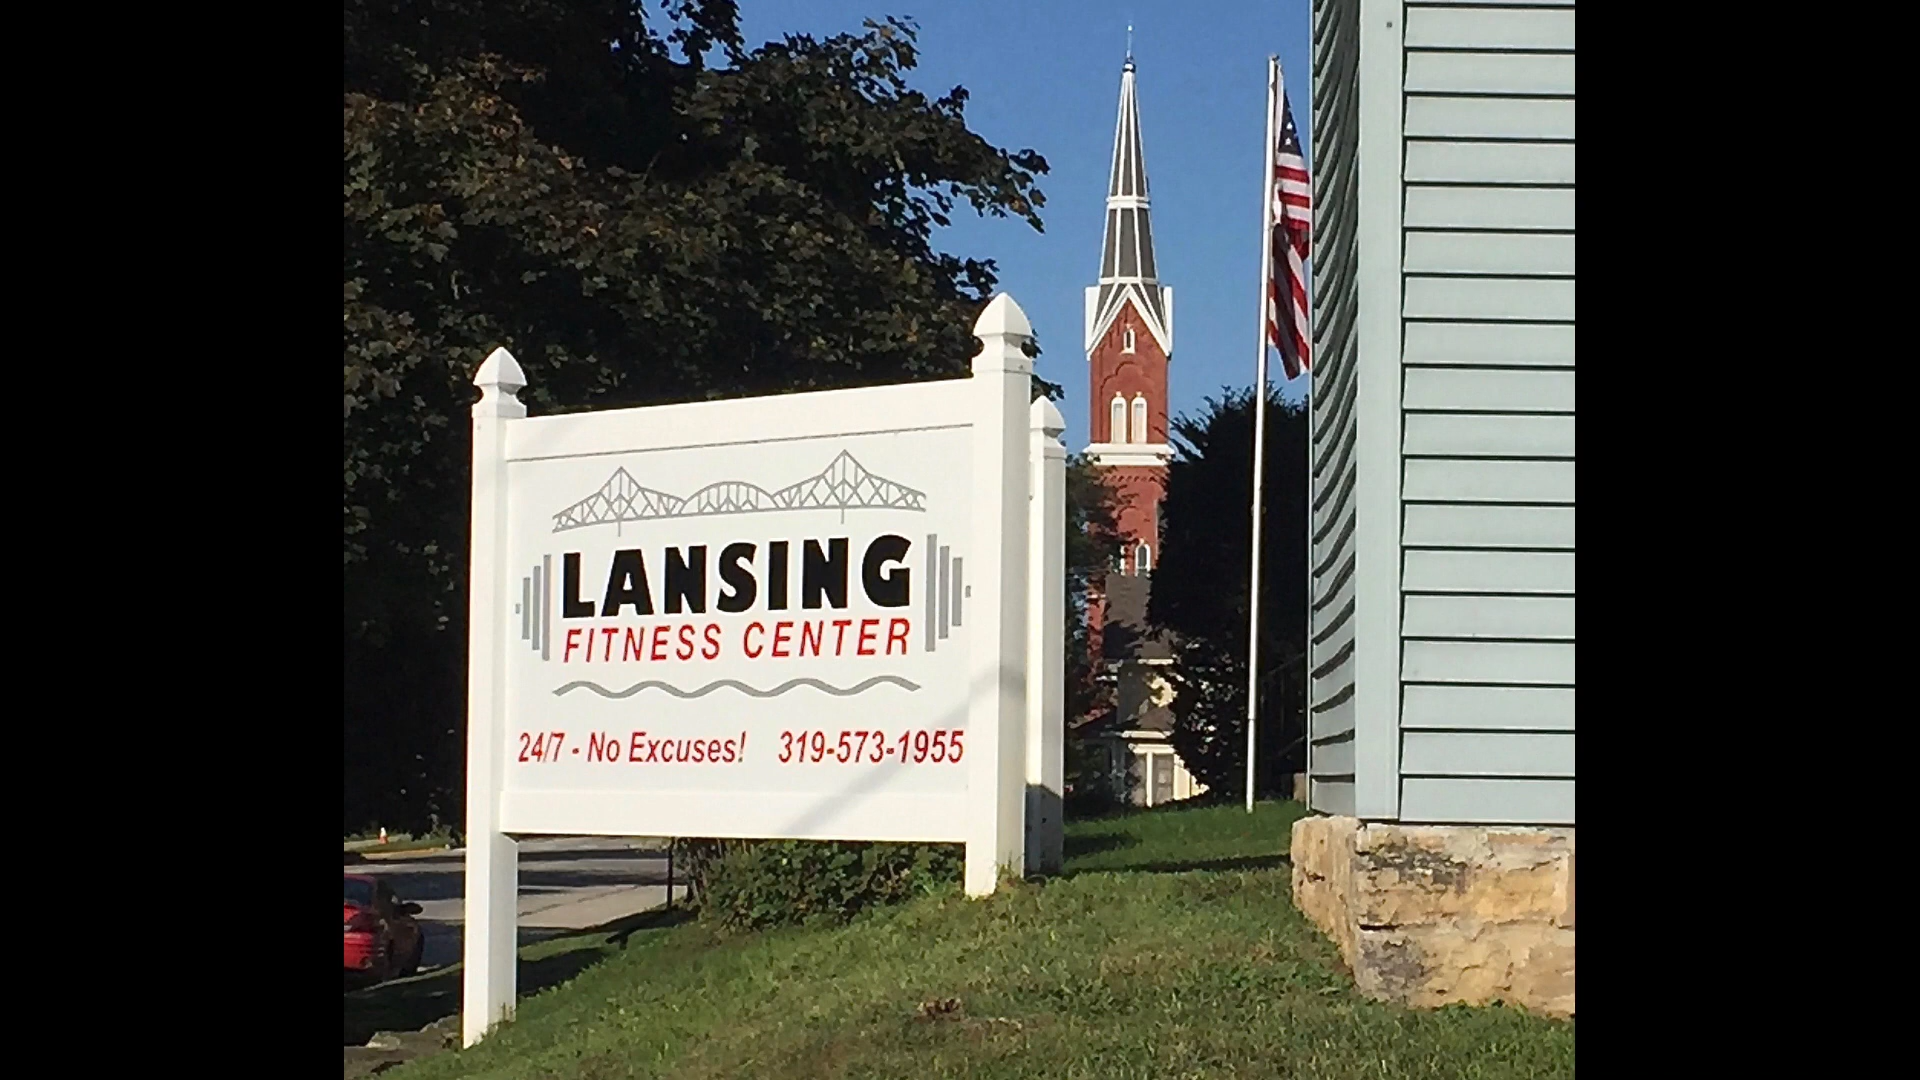 LANSING
FITNESS CENTER
24/7 - No Excuses! 319-573-1955